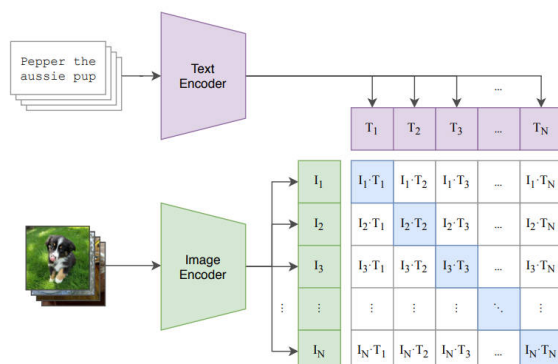 Pepper the
aussie pup
Text
Encoder
...
T1 T2 T3 ... TN
I1 I1·T1 I1·T2 I1·T3 ... I1·TN
I2 I2·T1 I2·T2 I2·T3 ... I2·TN
Image
Encoder
I3 I3·T1 I3·T2 I3·T3 ... I3·TN
⋮ ⋮ ⋮ ⋮ ⋮ ⋱ ⋮
IN IN·T1 IN·T2 IN·T3 ... IN·TN